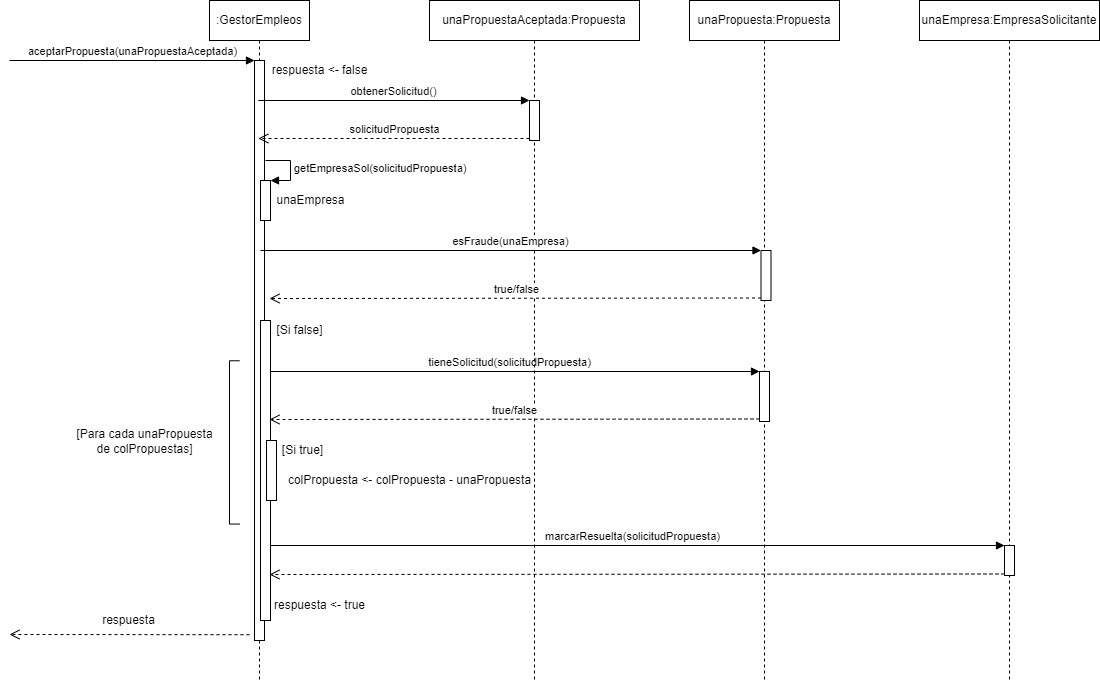 :GestorEmpleos
unaPropuestaAceptada:Propuesta
unaPropuesta:Propuesta
unaEmpresa:EmpresaSolicitante
aceptarPropuesta(unaPropuestaAceptada)
respuesta <- false
obtenerSolicitud()
solicitudPropuesta
getEmpresaSol(solicitudPropuesta)
unaEmpresa
esFraude(unaEmpresa)
true/false
[Si false]
tieneSolicitud(solicitudPropuesta)
true/false
[Para cada unaPropuesta
de colPropuestas]
[Si true]
colPropuesta <- colPropuesta - unaPropuesta
marcarResuelta(solicitudPropuesta)
respuesta <- true
respuesta